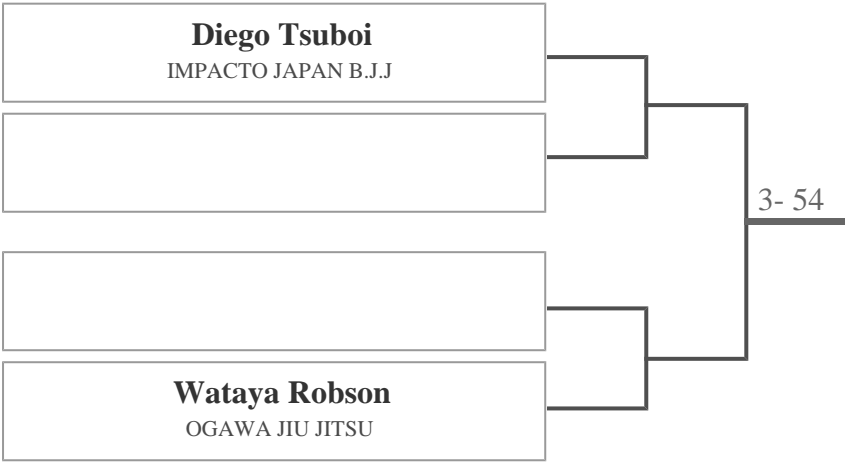 Diego Tsuboi
IMPACTO JAPAN B.J.J
3- 54
Wataya Robson
OGAWA JIU JITSU